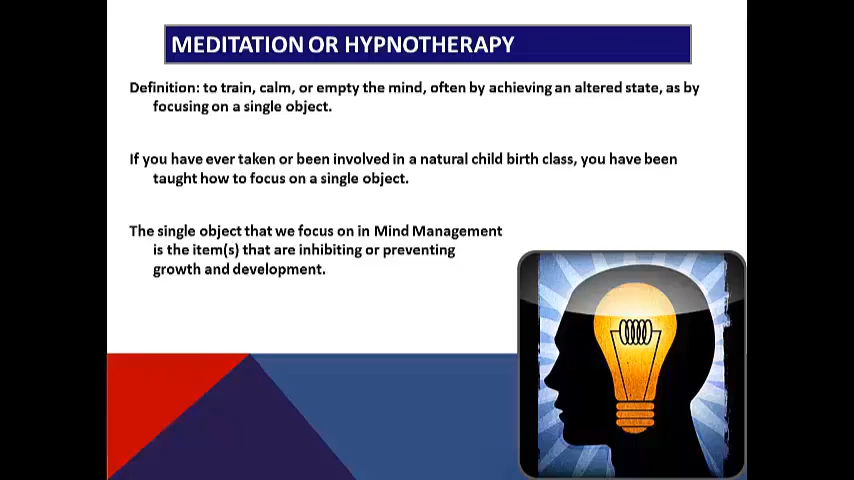 MEDITATION OR HYPNOTHERAPY
Definition: to train, calm, or empty the mind, often by achieving an altered state, as by
focusing on a single object.
If you have ever taken or been involved in a natural child birth class, you have been
taught how to focus on a single object.
The single object that we focus on in Mind Management
is the item(s) that are inhibiting or preventing
growth and development.